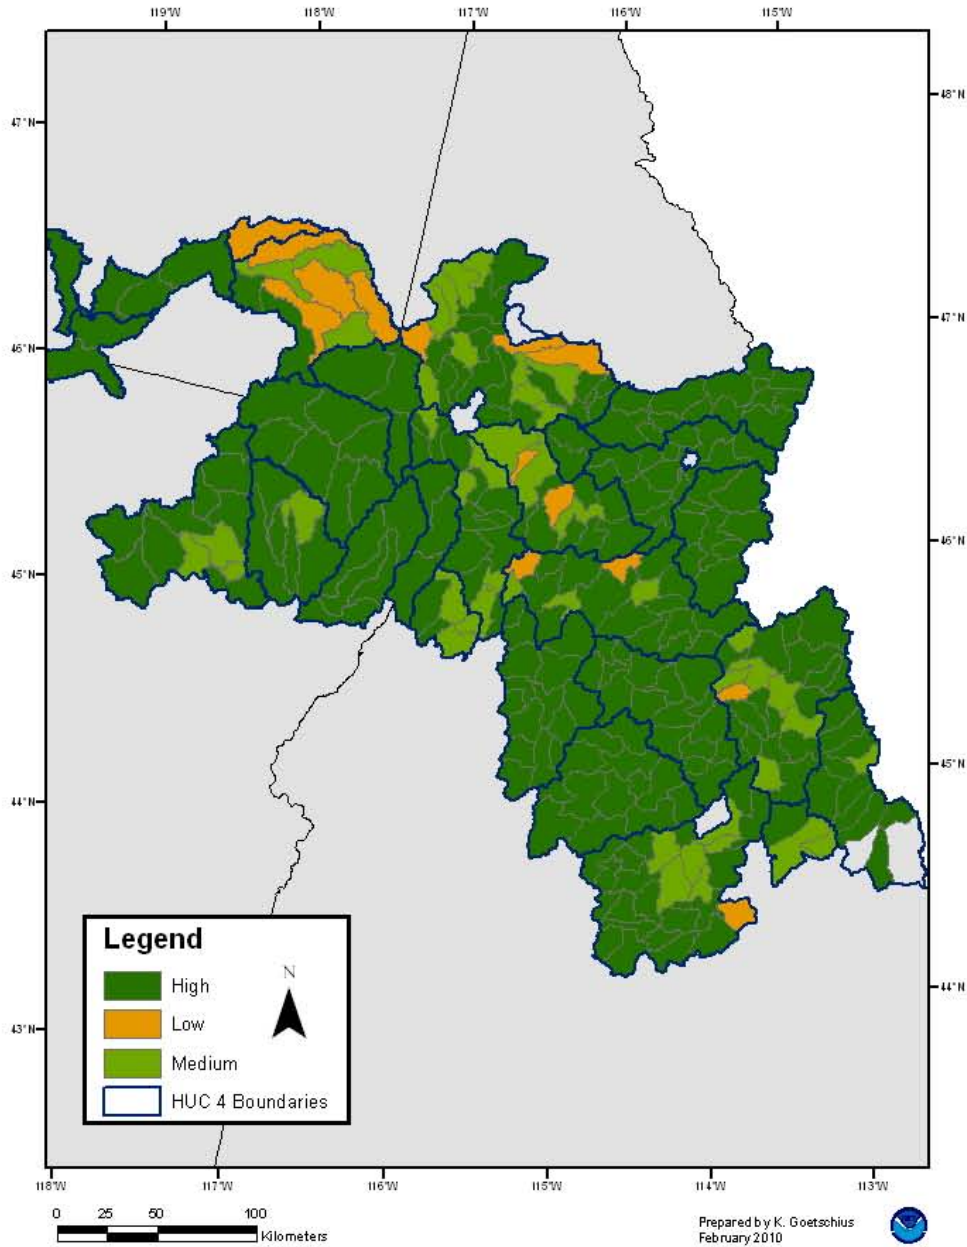 119°W 118°W 117°W 116°W 115°W
48°N
47°N
47°N
46°N
46°N
45°N
45°N
44°N
44°N
43°N
Legend
High
Low
Medium
HUC 4 Boundaries
N
118°W 117°W 116°W 115°W 114°W 113°W
0 25 50 100
Kilometers
Prepared by K. Goetschius
February 2010